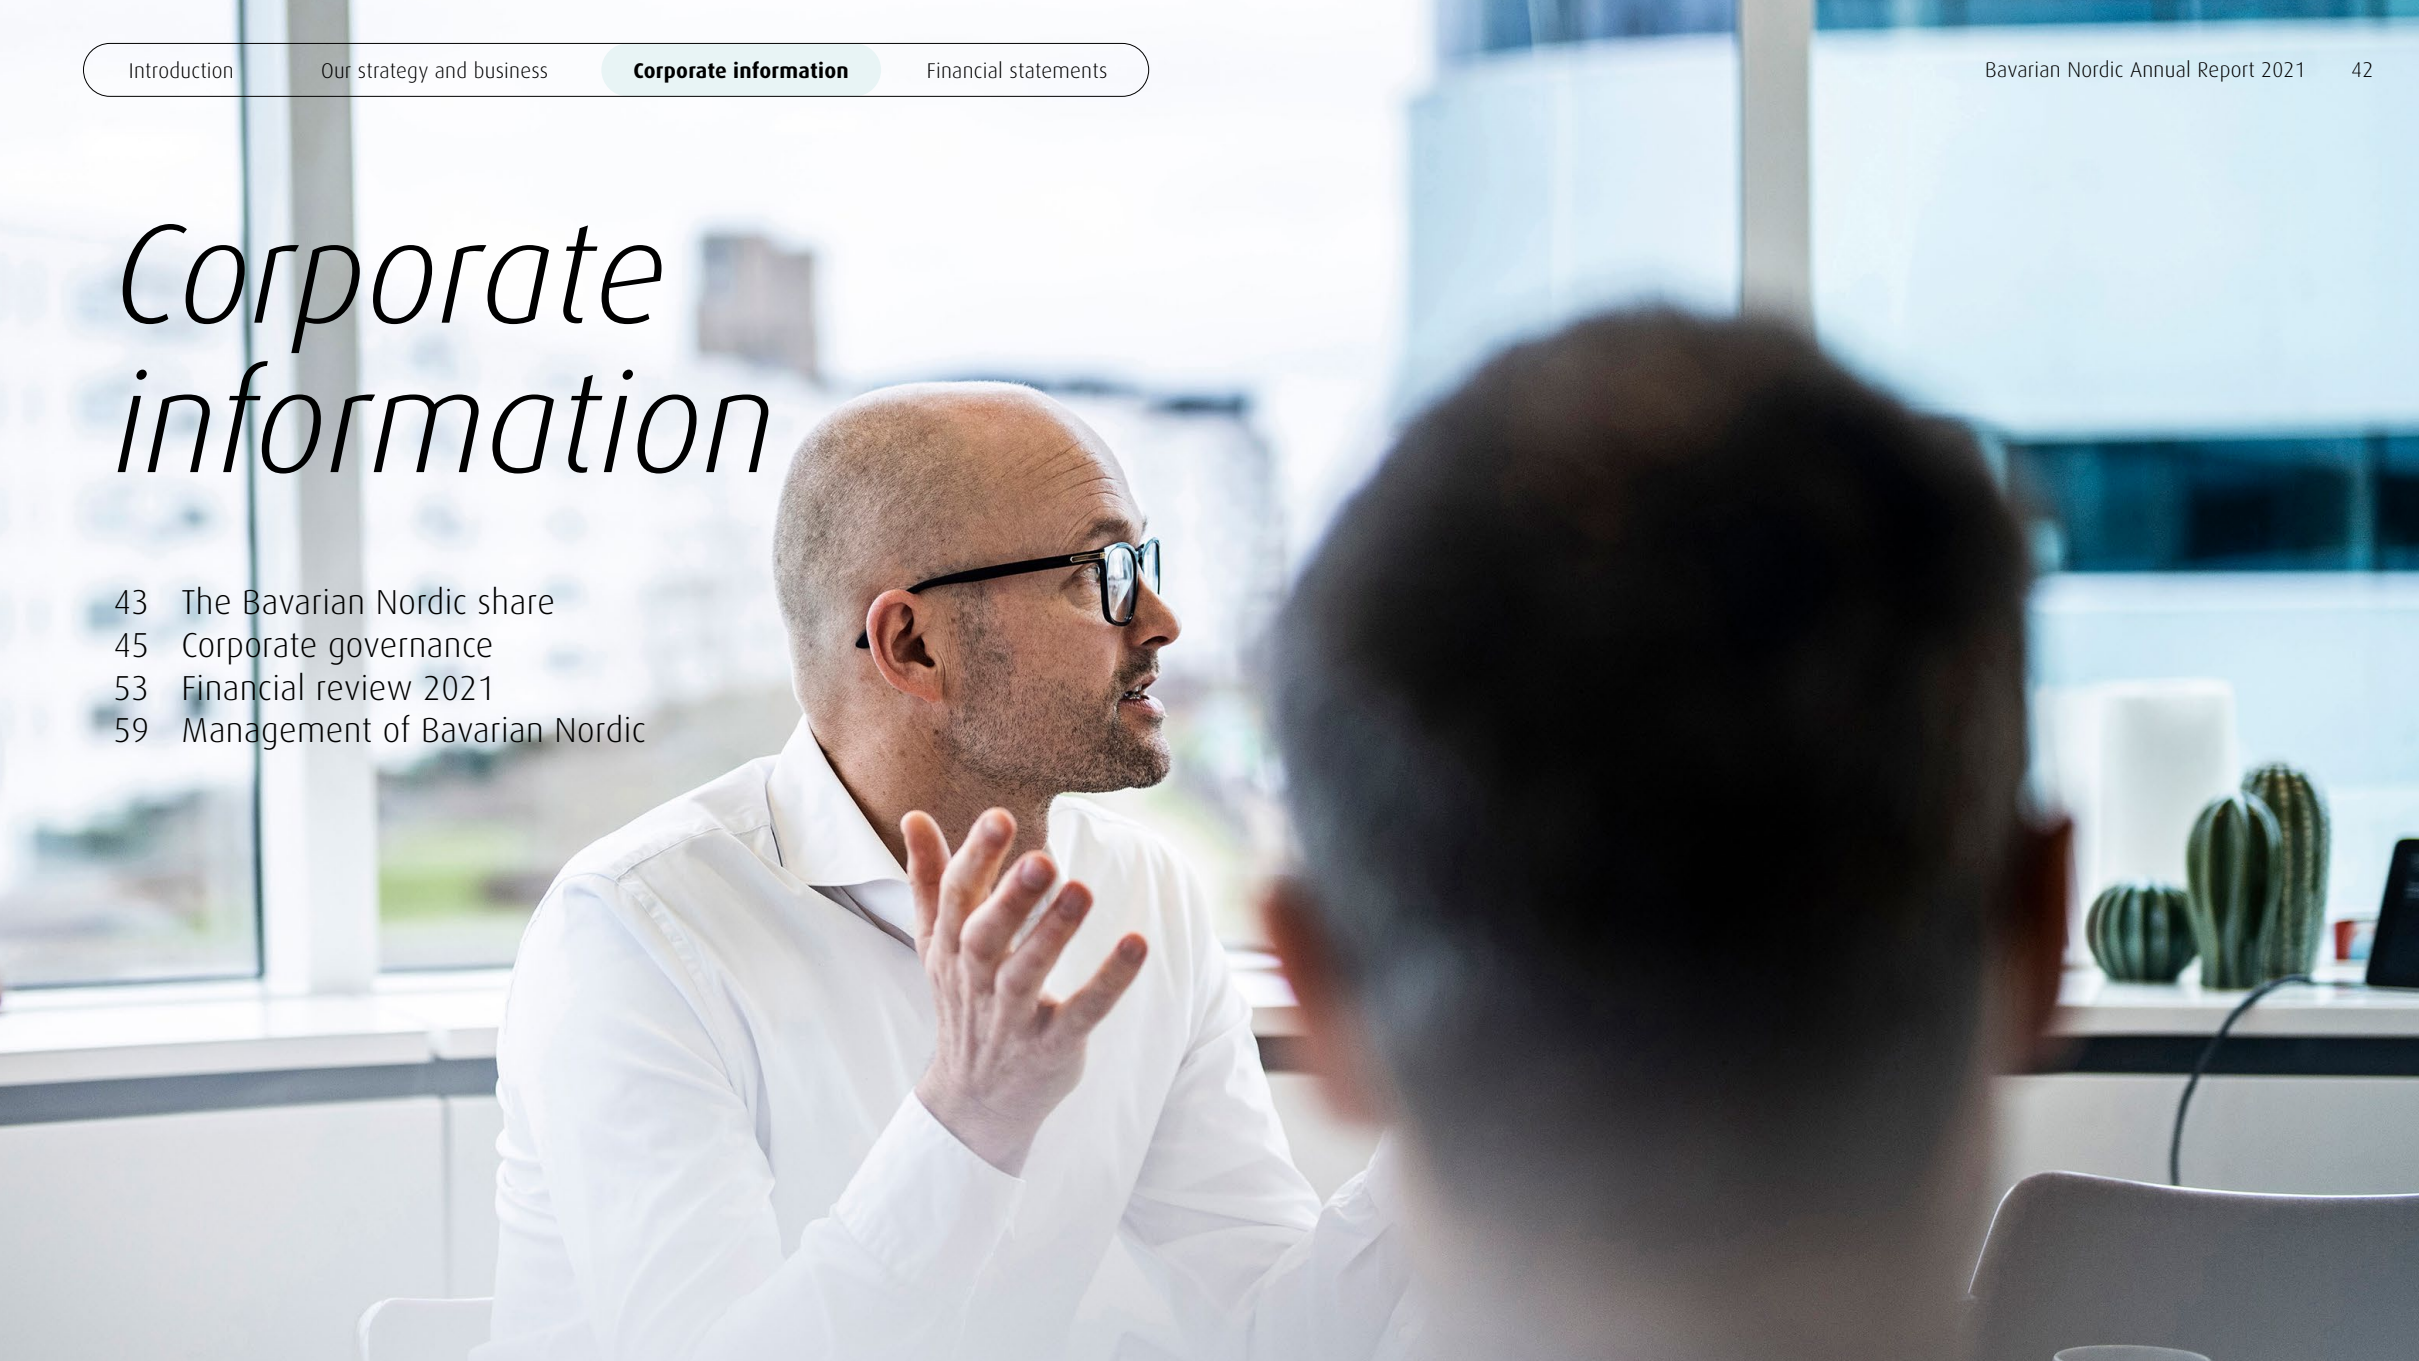 Introduction Our strategy and business Corporate information Financial statements
Bavarian Nordic Annual Report 2021 42
Corporate
information
43 The Bavarian Nordic share
45 Corporate governance
53 Financial review 2021
59 Management of Bavarian Nordic